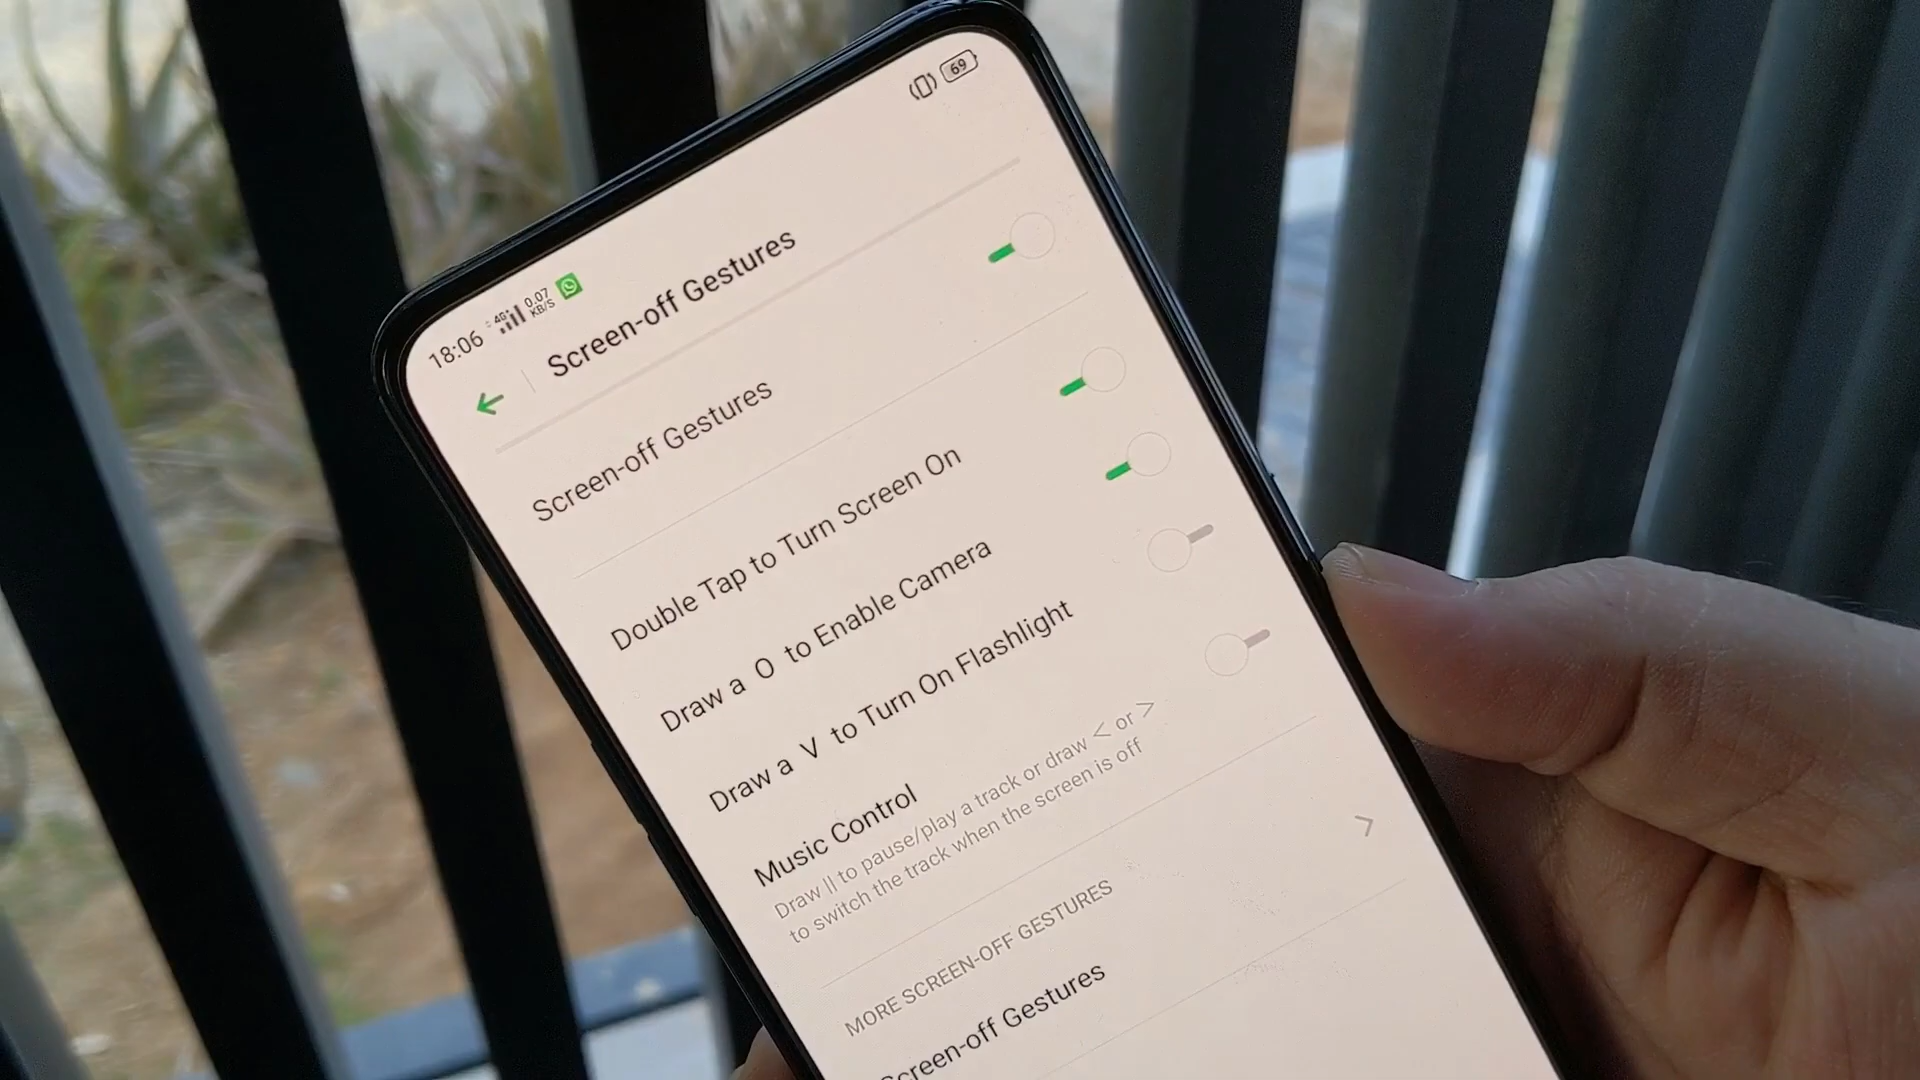 18:06 4G+ 0.07 KB/S 69
Screen-off Gestures
Screen-off Gestures
Double Tap to Turn Screen On
Draw a O to Enable Camera
Draw a V to Turn On Flashlight
Music Control
Draw || to pause/play a track or draw < or >
to switch the track when the screen is off
MORE SCREEN-OFF GESTURES
Screen-off Gestures